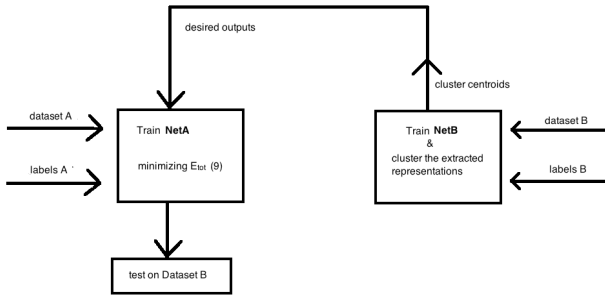 desired outputs
cluster centroids
dataset A
labels A
Train NetA
minimizing Etot (9)
Train NetB
&
cluster the extracted
representations
dataset B
labels B
test on Dataset B